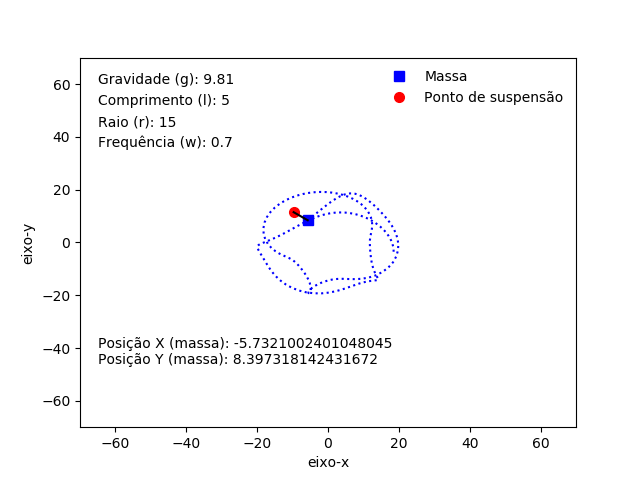 Gravidade (g): 9.81
Comprimento (l): 5
Raio (r): 15
Frequência (w): 0.7
Massa
Ponto de suspensão
60
40
20
0
−20
−40
−60
eixo-y
Posição X (massa): -5.7321002401048045
Posição Y (massa): 8.397318142431672
−60
−40
−20
0
20
40
60
eixo-x